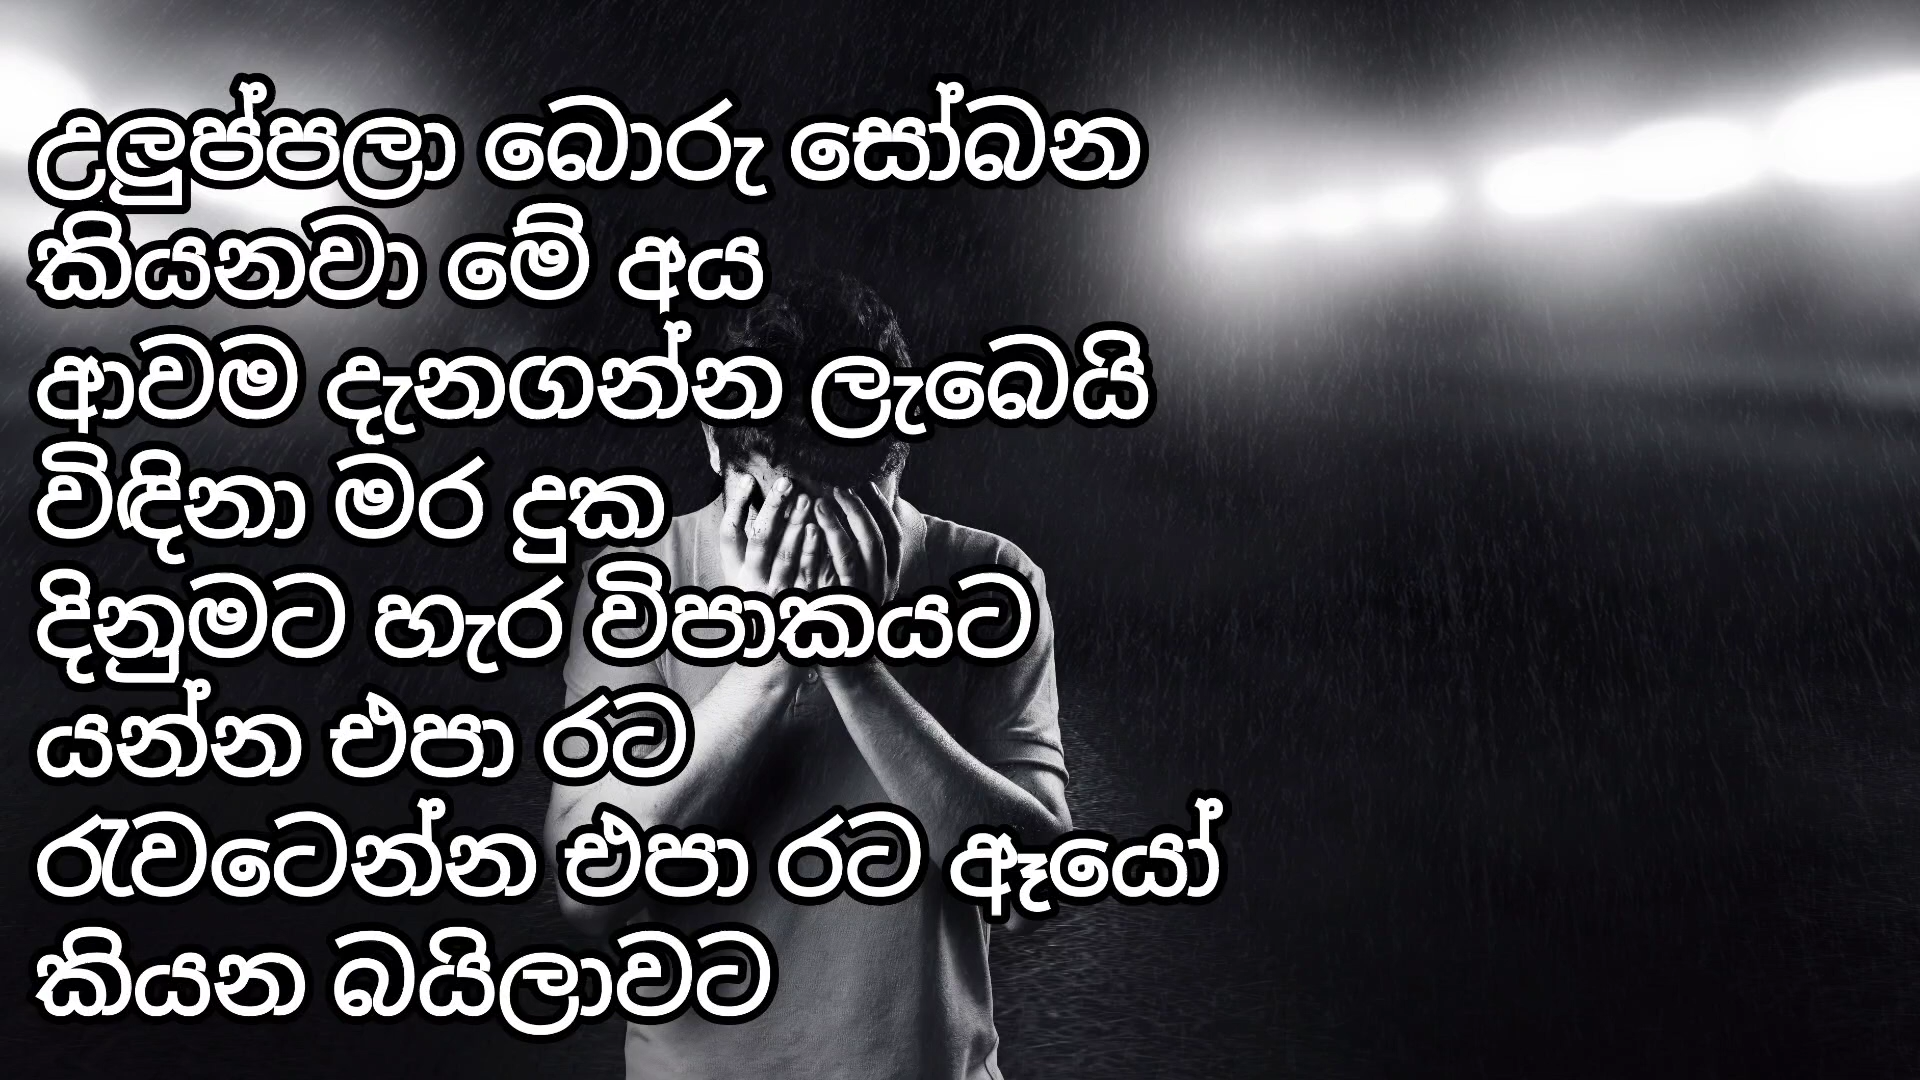 උලුප්පලා බොරු සෝබන
කියනවා මේ අය
ආවම දැනගන්න ලැබෙයි
විඳිනා මර දුක
දිනුමට හැර විපාකයට
යන්න එපා රට
රැවටෙන්න එපා රට ඈයෝ
කියන බයිලාවට